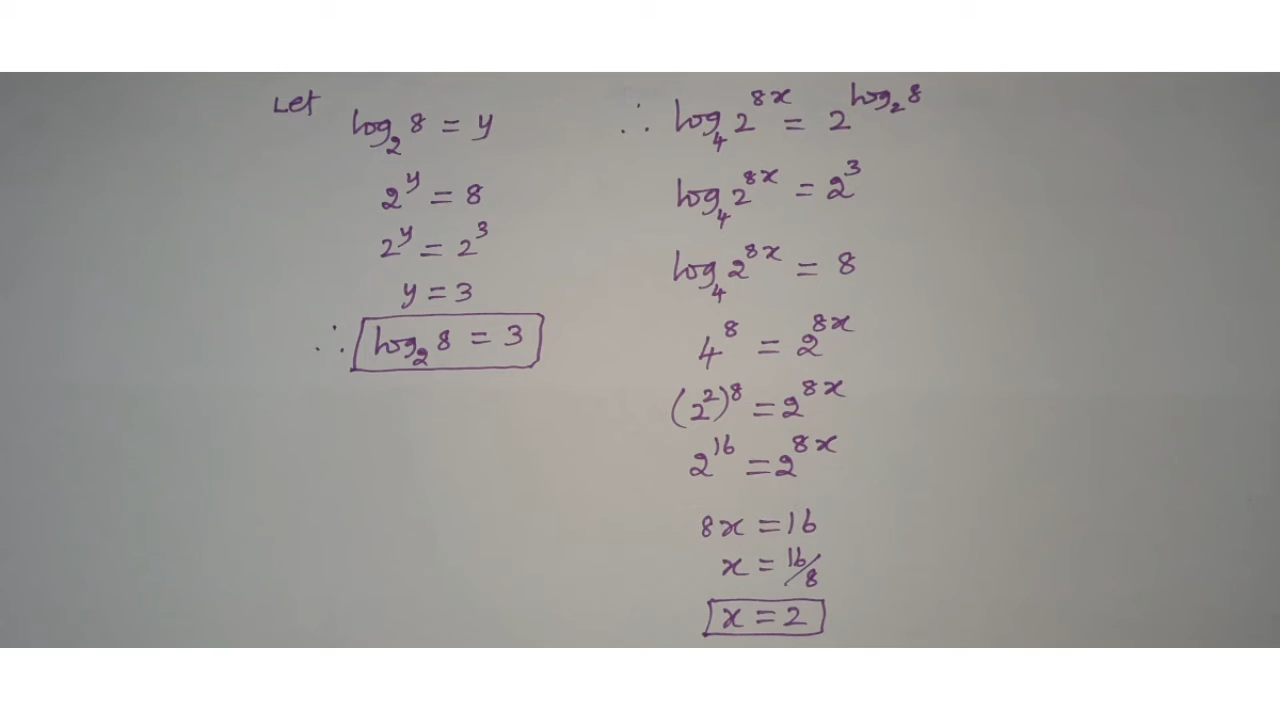 Let
log₂ 8 = y
2^y = 8
2^y = 2^3
y = 3
∴ log₂ 8 = 3
∴ log₄ 2^{8x} = 2^{log₂ 8}
log₄ 2^{8x} = 2^3
log₄ 2^{8x} = 8
4^8 = 2^{8x}
(2^2)^8 = 2^{8x}
2^{16} = 2^{8x}
8x = 16
x = 16/8
x = 2